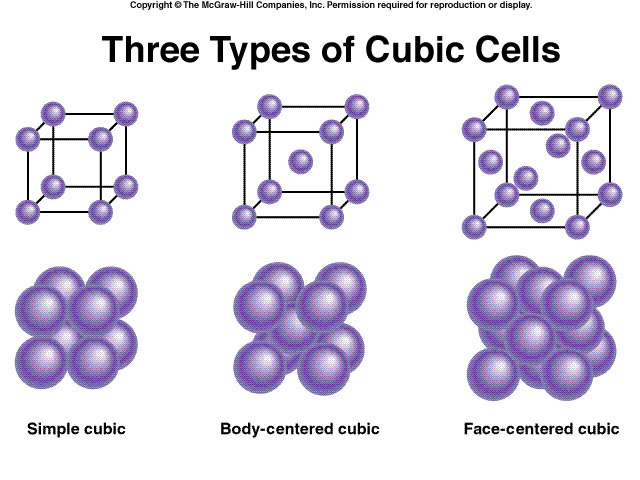 Copyright © The McGraw-Hill Companies, Inc. Permission required for reproduction or display.
Three Types of Cubic Cells
Simple cubic
Body-centered cubic
Face-centered cubic